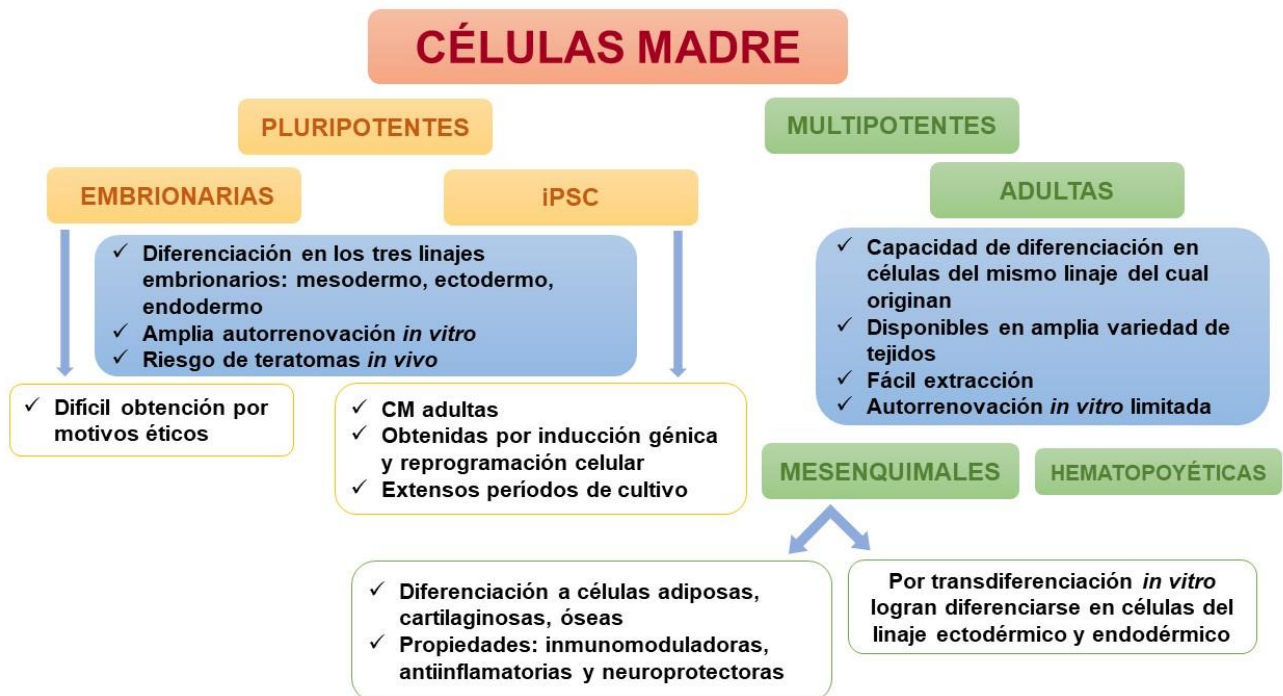 CÉLULAS MADRE
PLURIPOTENTES
MULTIPOTENTES
EMBRIONARIAS
iPSC
ADULTAS
✓ Diferenciación en los tres linajes
embrionarios: mesodermo, ectodermo,
endodermo
✓ Amplia autorrenovación in vitro
✓ Riesgo de teratomas in vivo
✓ Capacidad de diferenciación en
células del mismo linaje del cual
originan
✓ Disponibles en amplia variedad de
tejidos
✓ Fácil extracción
✓ Autorrenovación in vitro limitada
✓ Difícil obtención por
motivos éticos
✓ CM adultas
✓ Obtenidas por inducción génica
y reprogramación celular
✓ Extensos períodos de cultivo
MESENQUIMALES
HEMATOPOYÉTICAS
✓ Diferenciación a células adiposas,
cartilaginosas, óseas
✓ Propiedades: inmunomoduladoras,
antiinflamatorias y neuroprotectoras
Por transdiferenciación in vitro
logran diferenciarse en células del
linaje ectodérmico y endodérmico